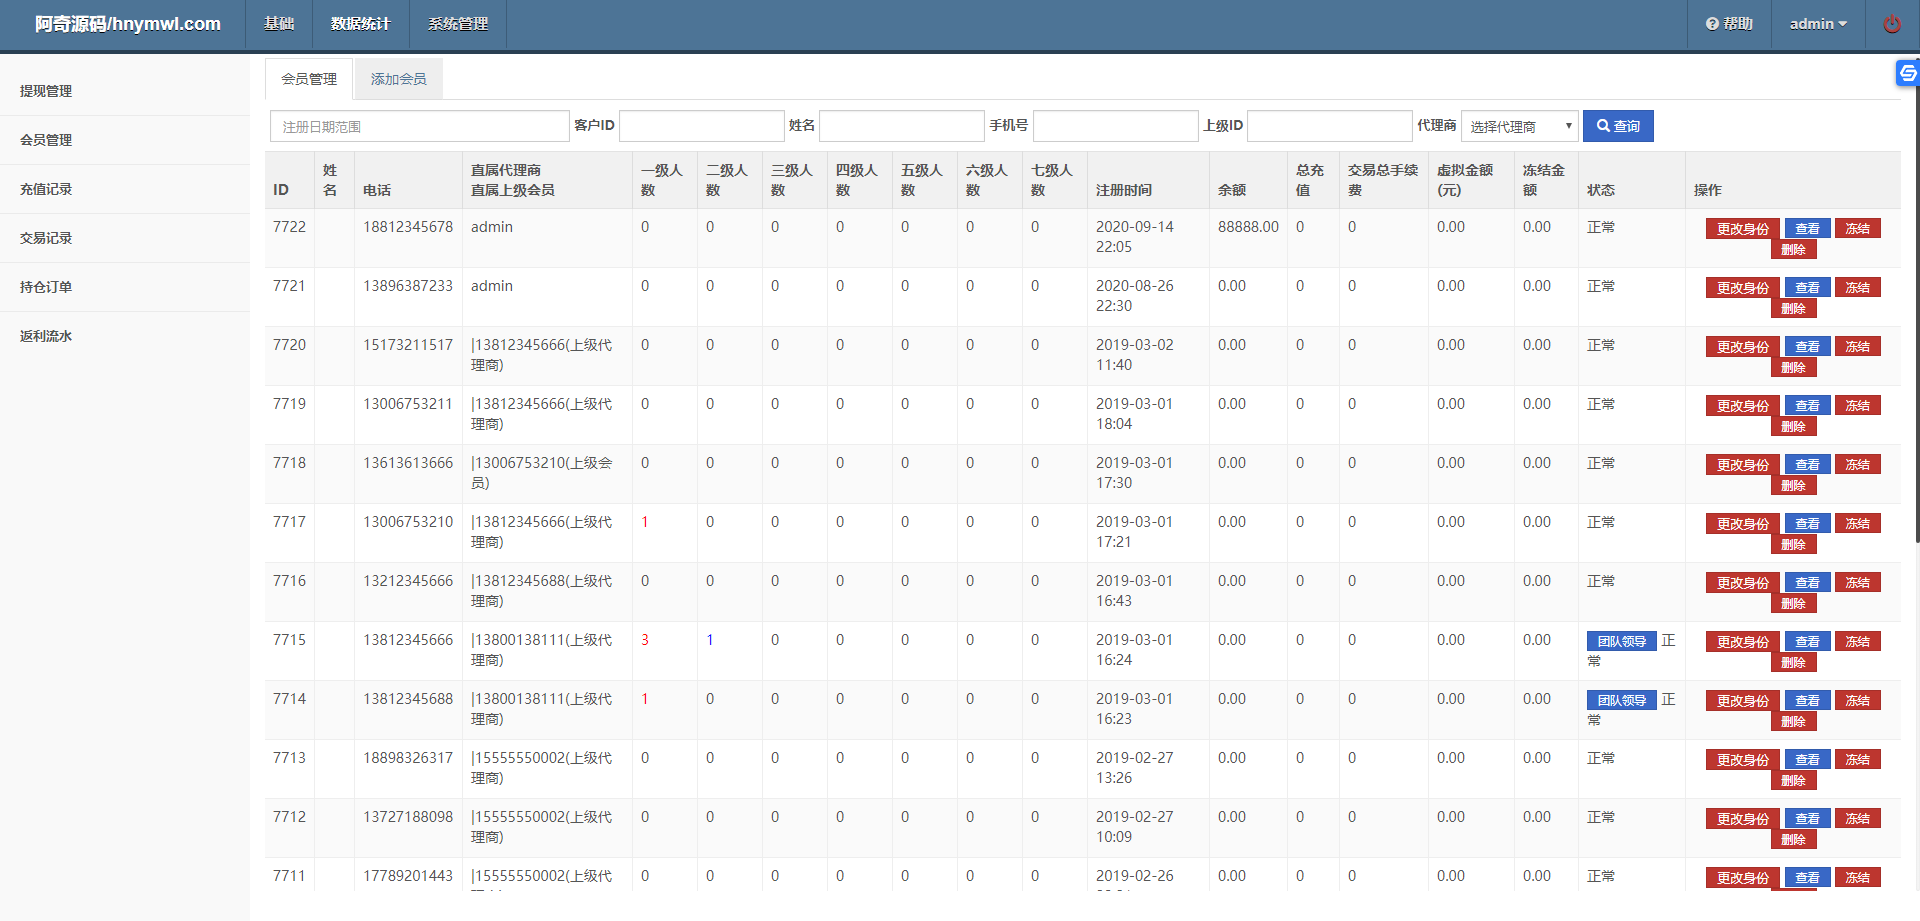 阿奇源码/hnymwl.com 基础 数据统计 系统管理 帮助 admin
提现管理
会员管理
充值记录
交易记录
持仓订单
返利流水
会员管理 添加会员
注册日期范围 客户ID 姓名 手机号 上级ID 代理商 选择代理商 查询
ID 姓名 电话 直属代理商 直属上级会员 一级人数 二级人数 三级人数 四级人数 五级人数 六级人数 七级人数 注册时间 余额 总充值 交易总手续费 虚拟金额(元) 冻结金额 状态 操作
7722 18812345678 admin 0 0 0 0 0 0 0 2020-09-14 22:05 88888.00 0 0 0.00 0.00 正常 更改身份 查看 冻结 删除
7721 13896387233 admin 0 0 0 0 0 0 0 2020-08-26 22:30 0.00 0 0 0.00 0.00 正常 更改身份 查看 冻结 删除
7720 15173211517 |13812345666(上级代理商) 0 0 0 0 0 0 0 2019-03-02 11:40 0.00 0 0 0.00 0.00 正常 更改身份 查看 冻结 删除
7719 13006753211 |13812345666(上级代理商) 0 0 0 0 0 0 0 2019-03-01 18:04 0.00 0 0 0.00 0.00 正常 更改身份 查看 冻结 删除
7718 13613613666 |13006753210(上级会员) 0 0 0 0 0 0 0 2019-03-01 17:30 0.00 0 0 0.00 0.00 正常 更改身份 查看 冻结 删除
7717 13006753210 |13812345666(上级代理商) 1 0 0 0 0 0 0 2019-03-01 17:21 0.00 0 0 0.00 0.00 正常 更改身份 查看 冻结 删除
7716 13212345666 |13812345688(上级代理商) 0 0 0 0 0 0 0 2019-03-01 16:43 0.00 0 0 0.00 0.00 正常 更改身份 查看 冻结 删除
7715 13812345666 |13800138111(上级代理商) 3 1 0 0 0 0 0 2019-03-01 16:24 0.00 0 0 0.00 0.00 团队领导 正常 更改身份 查看 冻结 删除
7714 13812345688 |13800138111(上级代理商) 1 0 0 0 0 0 0 2019-03-01 16:23 0.00 0 0 0.00 0.00 团队领导 正常 更改身份 查看 冻结 删除
7713 18898326317 |15555550002(上级代理商) 0 0 0 0 0 0 0 2019-02-27 13:26 0.00 0 0 0.00 0.00 正常 更改身份 查看 冻结 删除
7712 13727188098 |15555550002(上级代理商) 0 0 0 0 0 0 0 2019-02-27 10:09 0.00 0 0 0.00 0.00 正常 更改身份 查看 冻结 删除
7711 17789201443 |15555550002(上级代 0 0 0 0 0 0 0 2019-02-26 0.00 0 0 0.00 0.00 正常 更改身份 查看 冻结